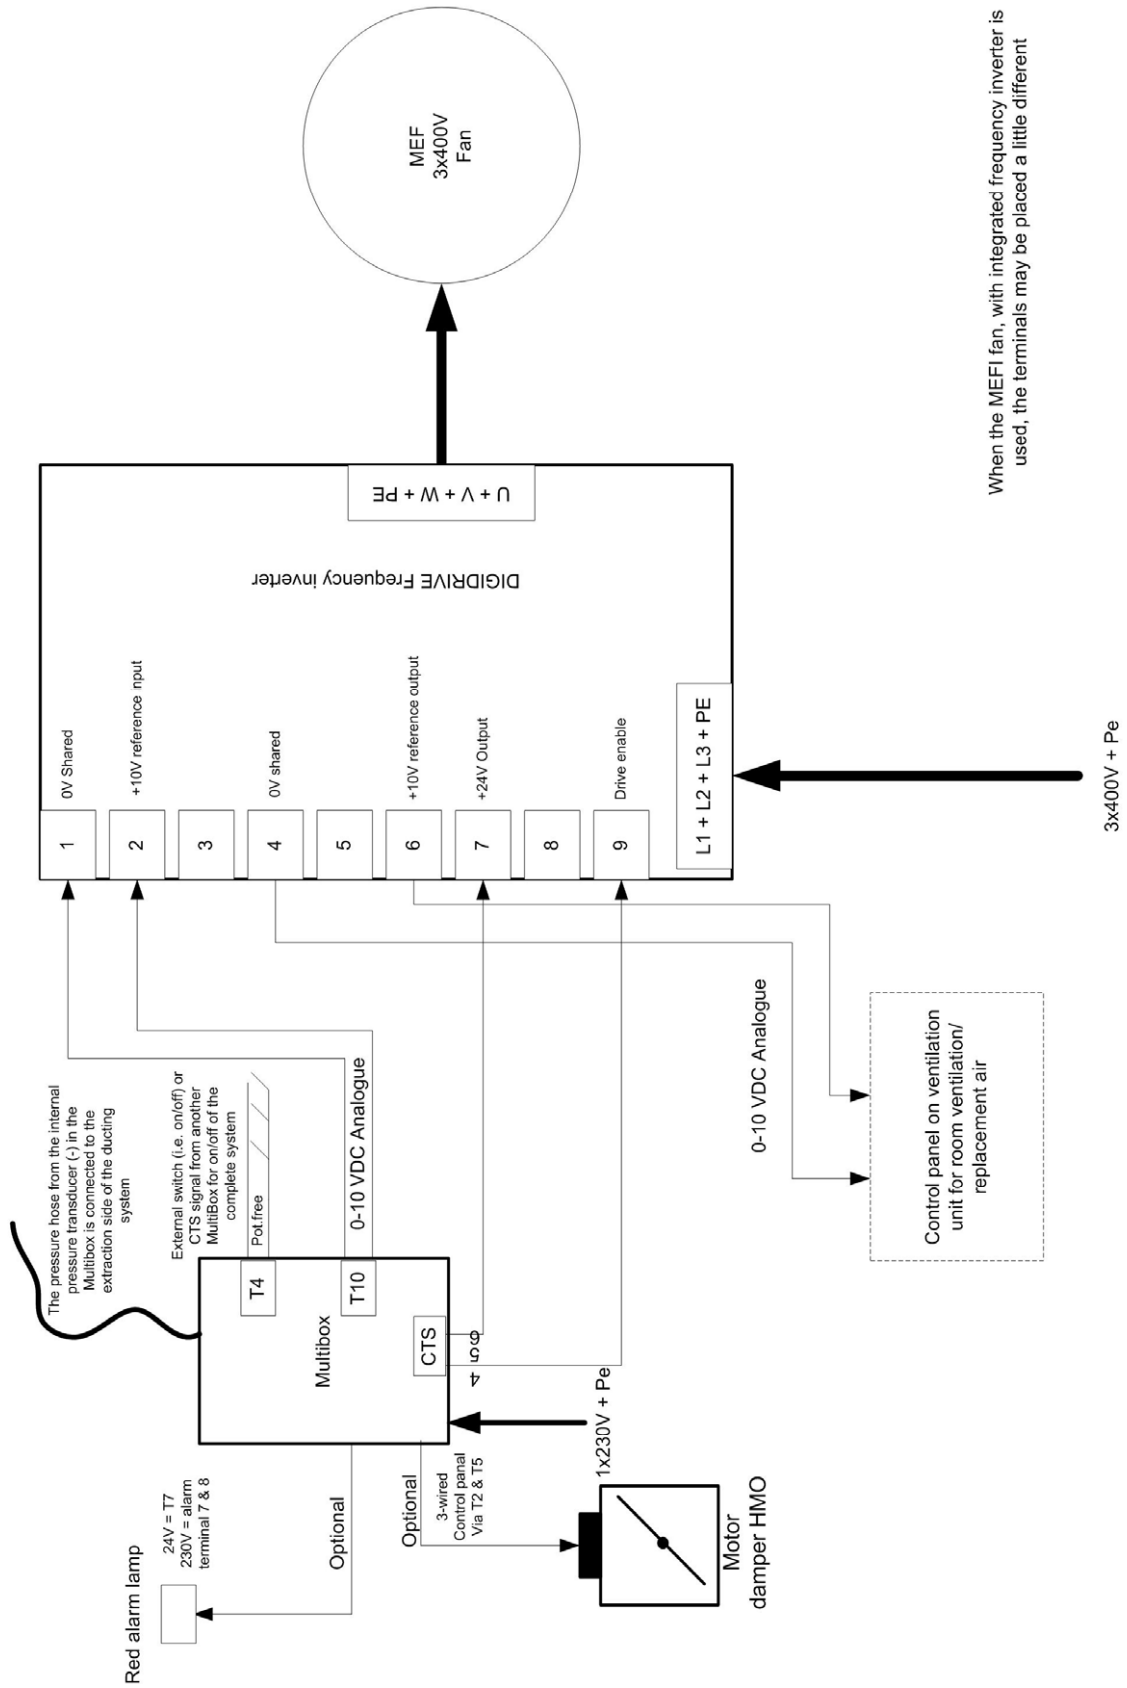 Red alarm lamp
24V = T7
230V = alarm
terminal 7 & 8
Optional
Optional
3-wired
Control panal
Via T2 & T5
Motor
damper HMO
1x230V + Pe
The pressure hose from the internal
pressure transducer (-) in the
Multibox is connected to the
extraction side of the ducting
system
Multibox
T4
T10
CTS
4 5 6
External switch (i.e. on/off) or
CTS signal from another
MultiBox for on/off of the
complete system
Pot.free
0-10 VDC Analogue
0-10 VDC Analogue
Control panel on ventilation
unit for room ventilation/
replacement air
1
0V Shared
2
+10V reference input
3
4
0V shared
5
6
+10V reference output
7
+24V Output
8
9
Drive enable
L1 + L2 + L3 + PE
3x400V + Pe
DIGIDRIVE Frequency inverter
U + V + W + PE
MEF
3x400V
Fan
When the MEFI fan, with integrated frequency inverter is
used, the terminals may be placed a little different